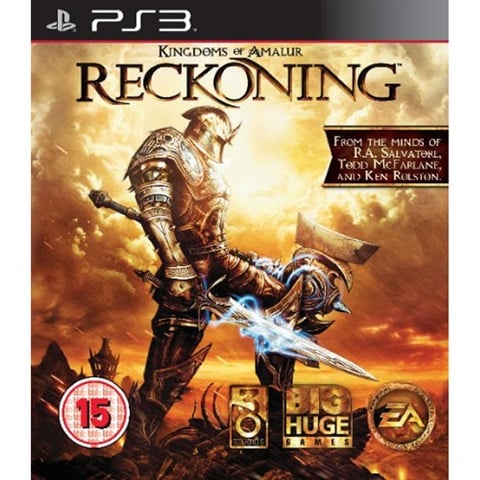 PS3
KINGDOMS OF AMALUR
RECKONING™
FROM THE MINDS OF
R.A. SALVATORE,
TODD MCFARLANE,
AND KEN ROLSTON.
15
38
STUDIOS
BIG
HUGE
GAMES
EA